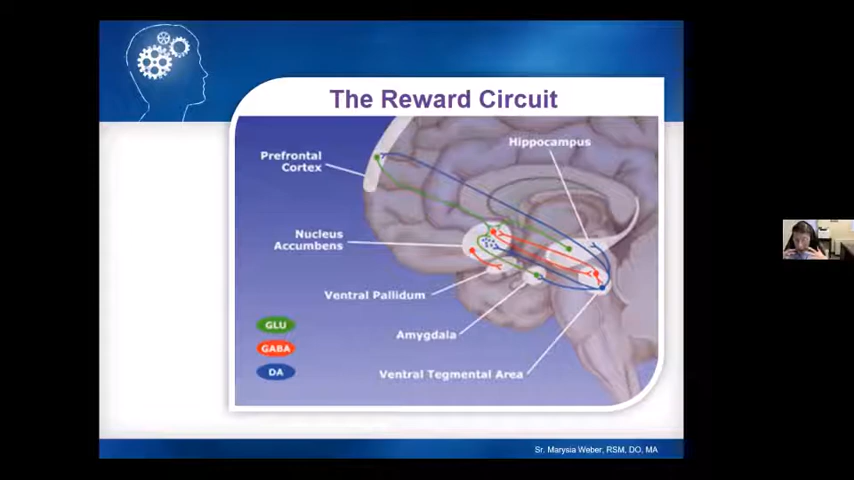 The Reward Circuit
Hippocampus
Prefrontal
Cortex
Nucleus
Accumbens
Ventral Pallidum
GLU
Amygdala
GABA
DA
Ventral Tegmental Area
Sr. Marysia Weber, RSM, DO, MA